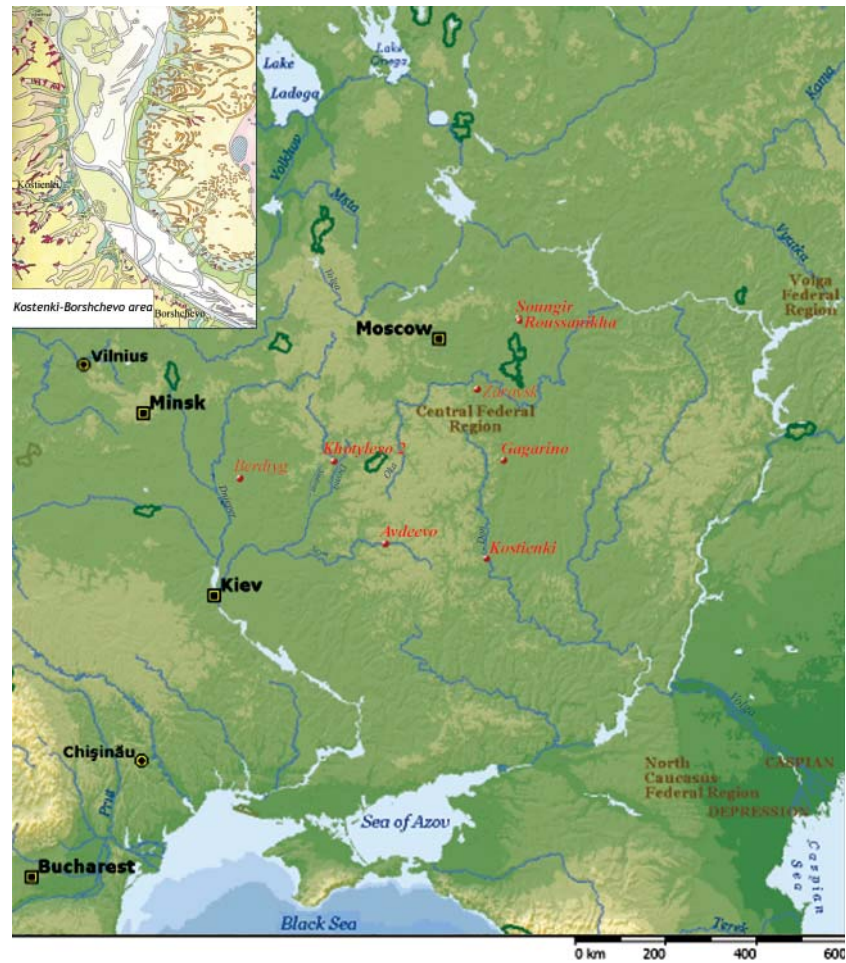 Lake
Onega
Lake
Ladoga
Kama
Volkhov
Kostienki
Msta
Vyatka
Volga
Volga
Federal
Region
Kostenki-Borshchevo area
Borshchevo
Soungir
Roussanikha
Moscow
Vilnius
Minsk
Zaraysk
Central Federal
Region
Khotylevo 2
Gagarino
Berdyg
Oka
Dnieper
Avdeevo
Don
Kostienki
Kiev
Volga
Chişinău
North
Caucasus
Federal Region
CASPIAN
DEPRESSION
Prut
Sea of Azov
Caspian
Sea
Bucharest
Black Sea
Terek
0 km 200 400 600